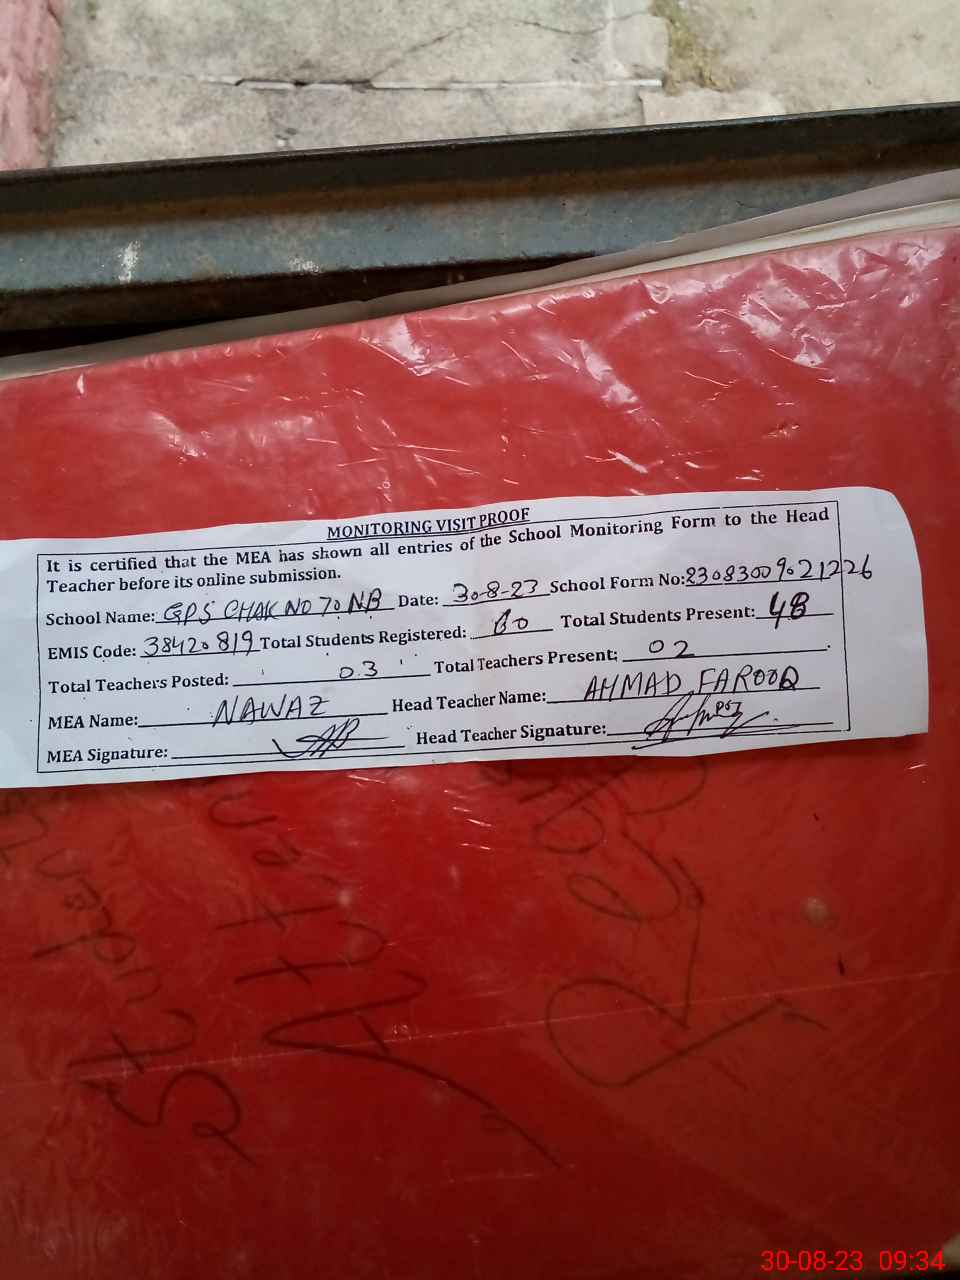 MONITORING VISIT PROOF
It is certified that the MEA has shown all entries of the School Monitoring Form to the Head
Teacher before its online submission.
School Name: GPS CHAK NO 70 NB Date: 30-8-23 School Form No: 23083009021226
EMIS Code: 38420819 Total Students Registered: 60 Total Students Present: 48
Total Teachers Posted: 03 Total Teachers Present: 02
MEA Name: NAWAZ Head Teacher Name: AHMAD FAROOQ
MEA Signature: Head Teacher Signature:
Student
Atten
30-08-23 09:34